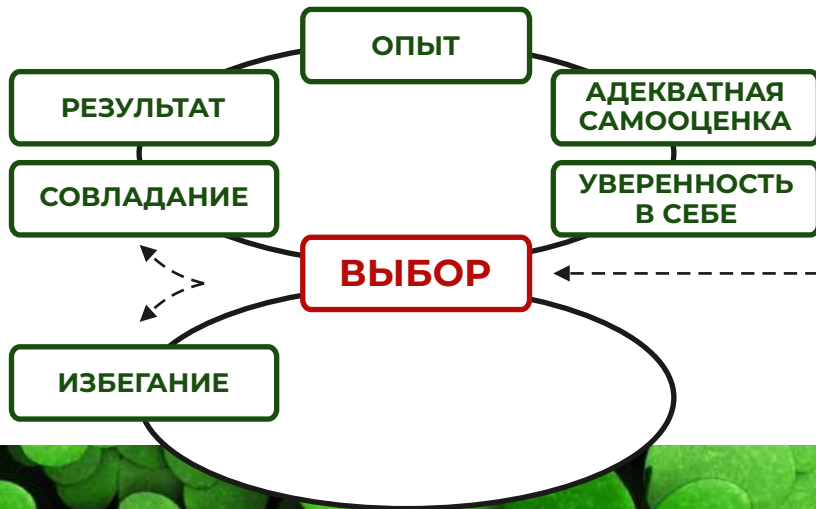 ОПЫТ
РЕЗУЛЬТАТ
АДЕКВАТНАЯ
САМООЦЕНКА
СОВЛАДАНИЕ
УВЕРЕННОСТЬ
В СЕБЕ
ВЫБОР
ИЗБЕГАНИЕ